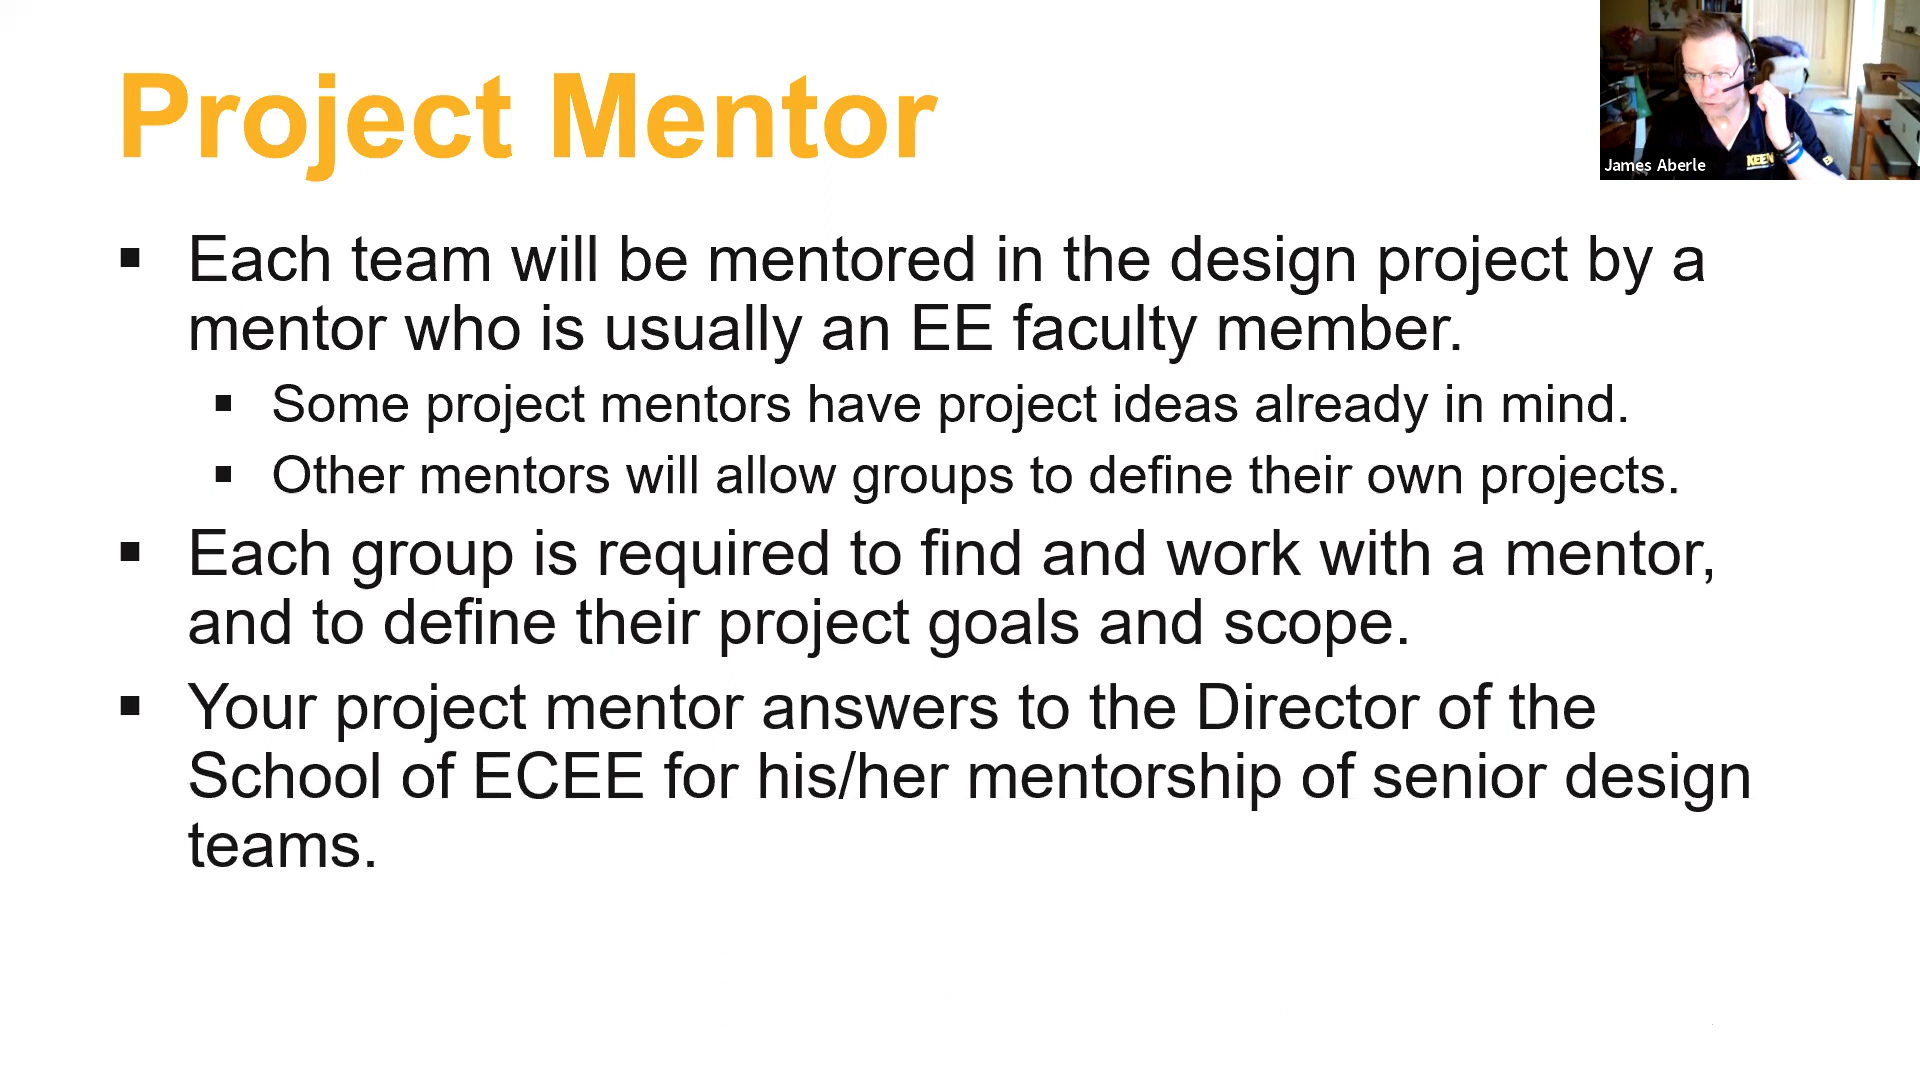 Project Mentor
James Aberle
KEEN
▪ Each team will be mentored in the design project by a
mentor who is usually an EE faculty member.
▪ Some project mentors have project ideas already in mind.
▪ Other mentors will allow groups to define their own projects.
▪ Each group is required to find and work with a mentor,
and to define their project goals and scope.
▪ Your project mentor answers to the Director of the
School of ECEE for his/her mentorship of senior design
teams.